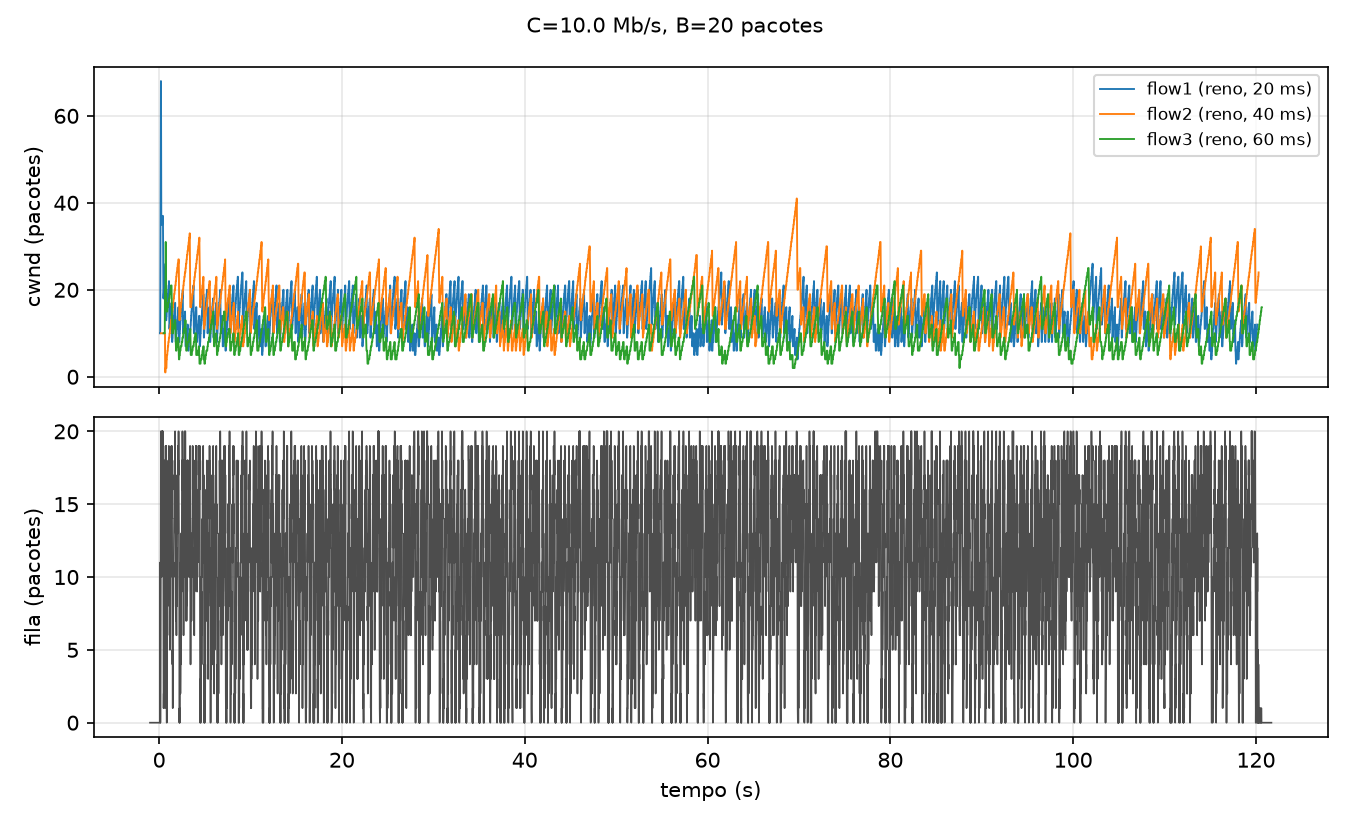 C=10.0 Mb/s, B=20 pacotes
cwnd (pacotes)
60
40
20
0
flow1 (reno, 20 ms)
flow2 (reno, 40 ms)
flow3 (reno, 60 ms)
fila (pacotes)
20
15
10
5
0
0 20 40 60 80 100 120
tempo (s)